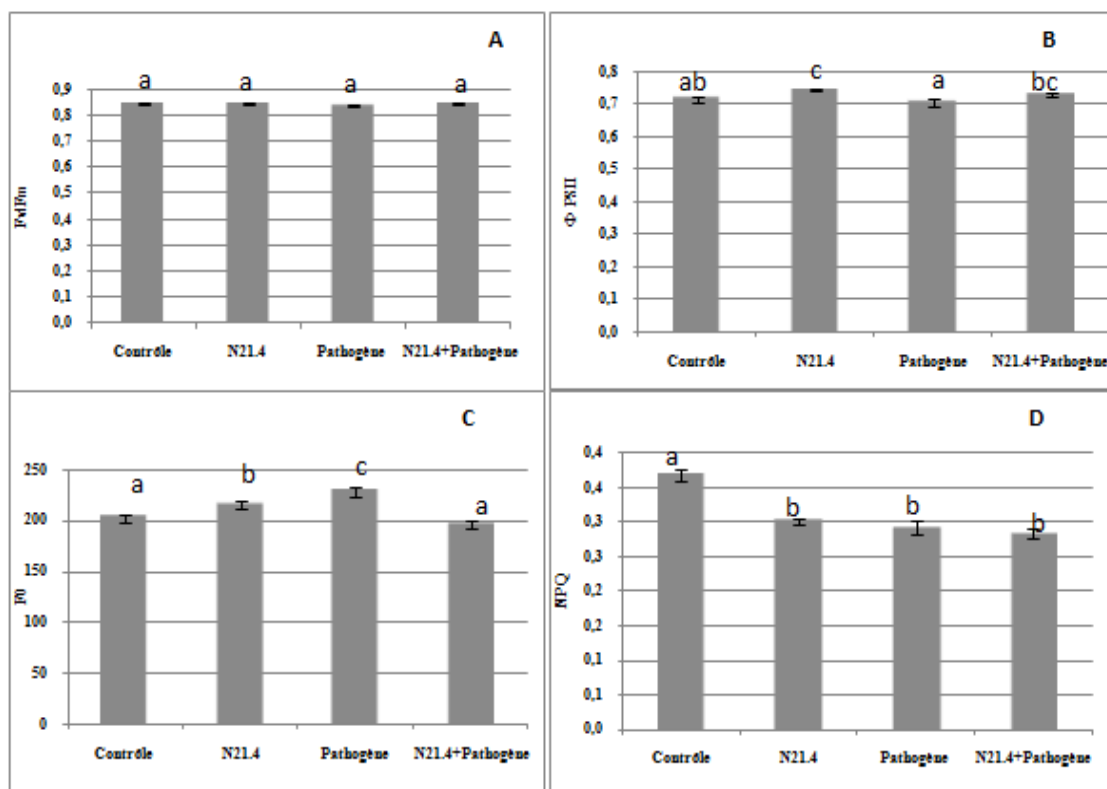 A
a a a a
0,9
0,8
0,7
0,6
0,5
0,4
0,3
0,2
0,1
0,0
Fv/Fm
Contrôle N21.4 Pathogène N21.4+Pathogène
B
ab c a bc
0,8
0,7
0,6
0,5
0,4
0,3
0,2
0,1
0,0
Φ PSII
Contrôle N21.4 Pathogène N21.4+Pathogène
C
a b c a
250
200
150
100
50
0
F0
Contrôle N21.4 Pathogène N21.4+Pathogène
D
a b b b
0,4
0,4
0,3
0,3
0,2
0,2
0,1
0,1
0,0
NPQ
Contrôle N21.4 Pathogène N21.4+Pathogène